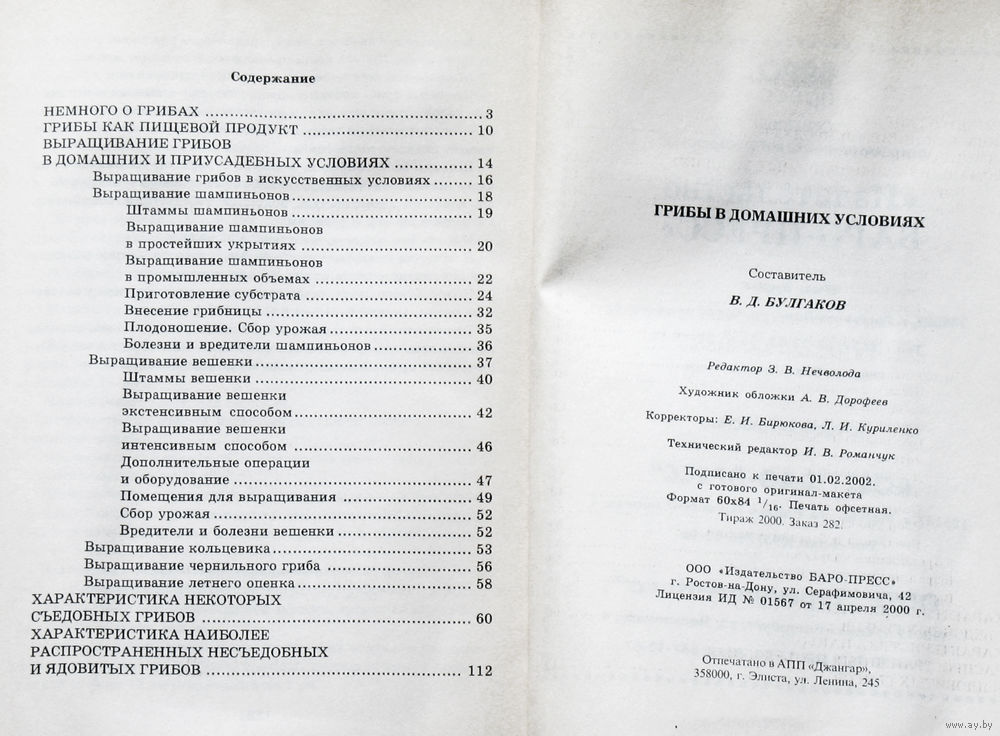 Содержание
НЕМНОГО О ГРИБАХ ........ 3
ГРИБЫ КАК ПИЩЕВОЙ ПРОДУКТ ........ 10
ВЫРАЩИВАНИЕ ГРИБОВ
В ДОМАШНИХ И ПРИУСАДЕБНЫХ УСЛОВИЯХ ........ 14
Выращивание грибов в искусственных условиях ........ 16
Выращивание шампиньонов ........ 18
Штаммы шампиньонов ........ 19
Выращивание шампиньонов
в простейших укрытиях ........ 20
Выращивание шампиньонов
в промышленных объемах ........ 22
Приготовление субстрата ........ 24
Внесение грибницы ........ 32
Плодоношение. Сбор урожая ........ 35
Болезни и вредители шампиньонов ........ 36
Выращивание вешенки ........ 37
Штаммы вешенки ........ 40
Выращивание вешенки
экстенсивным способом ........ 42
Выращивание вешенки
интенсивным способом ........ 46
Дополнительные операции
и оборудование ........ 47
Помещения для выращивания ........ 49
Сбор урожая ........ 52
Вредители и болезни вешенки ........ 52
Выращивание кольцевика ........ 53
Выращивание чернильного гриба ........ 56
Выращивание летнего опенка ........ 58
ХАРАКТЕРИСТИКА НЕКОТОРЫХ
СЪЕДОБНЫХ ГРИБОВ ........ 60
ХАРАКТЕРИСТИКА НАИБОЛЕЕ
РАСПРОСТРАНЕННЫХ НЕСЪЕДОБНЫХ
И ЯДОВИТЫХ ГРИБОВ ........ 112
ГРИБЫ В ДОМАШНИХ УСЛОВИЯХ
Составитель
В. Д. БУЛГАКОВ
Редактор З. В. Нечволода
Художник обложки А. В. Дорофеев
Корректоры: Е. И. Бирюкова, Л. И. Куриленко
Технический редактор И. В. Романчук
Подписано к печати 01.02.2002.
с готового оригинал-макета
Формат 60х84 1/16. Печать офсетная.
Тираж 2000. Заказ 282.
ООО «Издательство БАРО-ПРЕСС»
г. Ростов-на-Дону, ул. Серафимовича, 42
Лицензия ИД № 01567 от 17 апреля 2000 г.
Отпечатано в АПП «Джангар»,
358000, г. Элиста, ул. Ленина, 245
www.ay.by